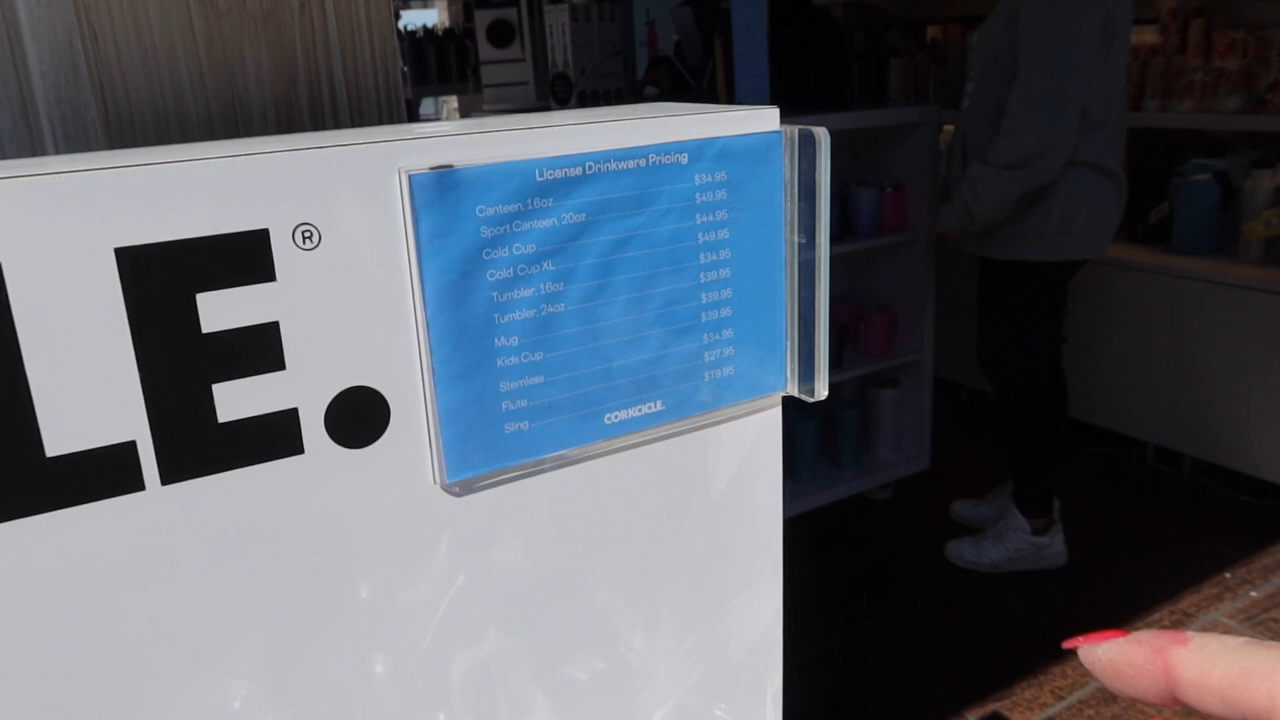 LE.®
License Drinkware Pricing
Canteen, 16oz $34.95
Sport Canteen, 20oz $49.95
Cold Cup $44.95
Cold Cup XL $49.95
Tumbler, 16oz $34.95
Tumbler, 24oz $39.95
Mug $39.95
Kids Cup $39.95
Stemless $34.95
Flute $27.95
Sling $79.95
CORKCICLE.